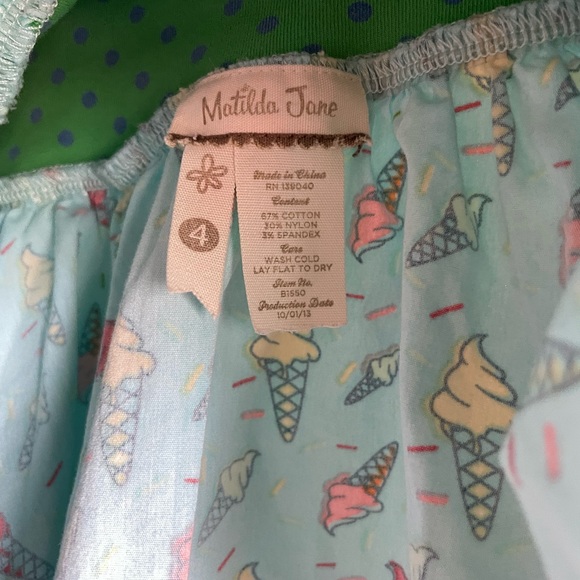 Matilda Jane
4
Made in China
RN 139040
Content
67% COTTON
30% NYLON
3% SPANDEX
Care
WASH COLD
LAY FLAT TO DRY
Item No.
B1550
Production Date
10/01/13